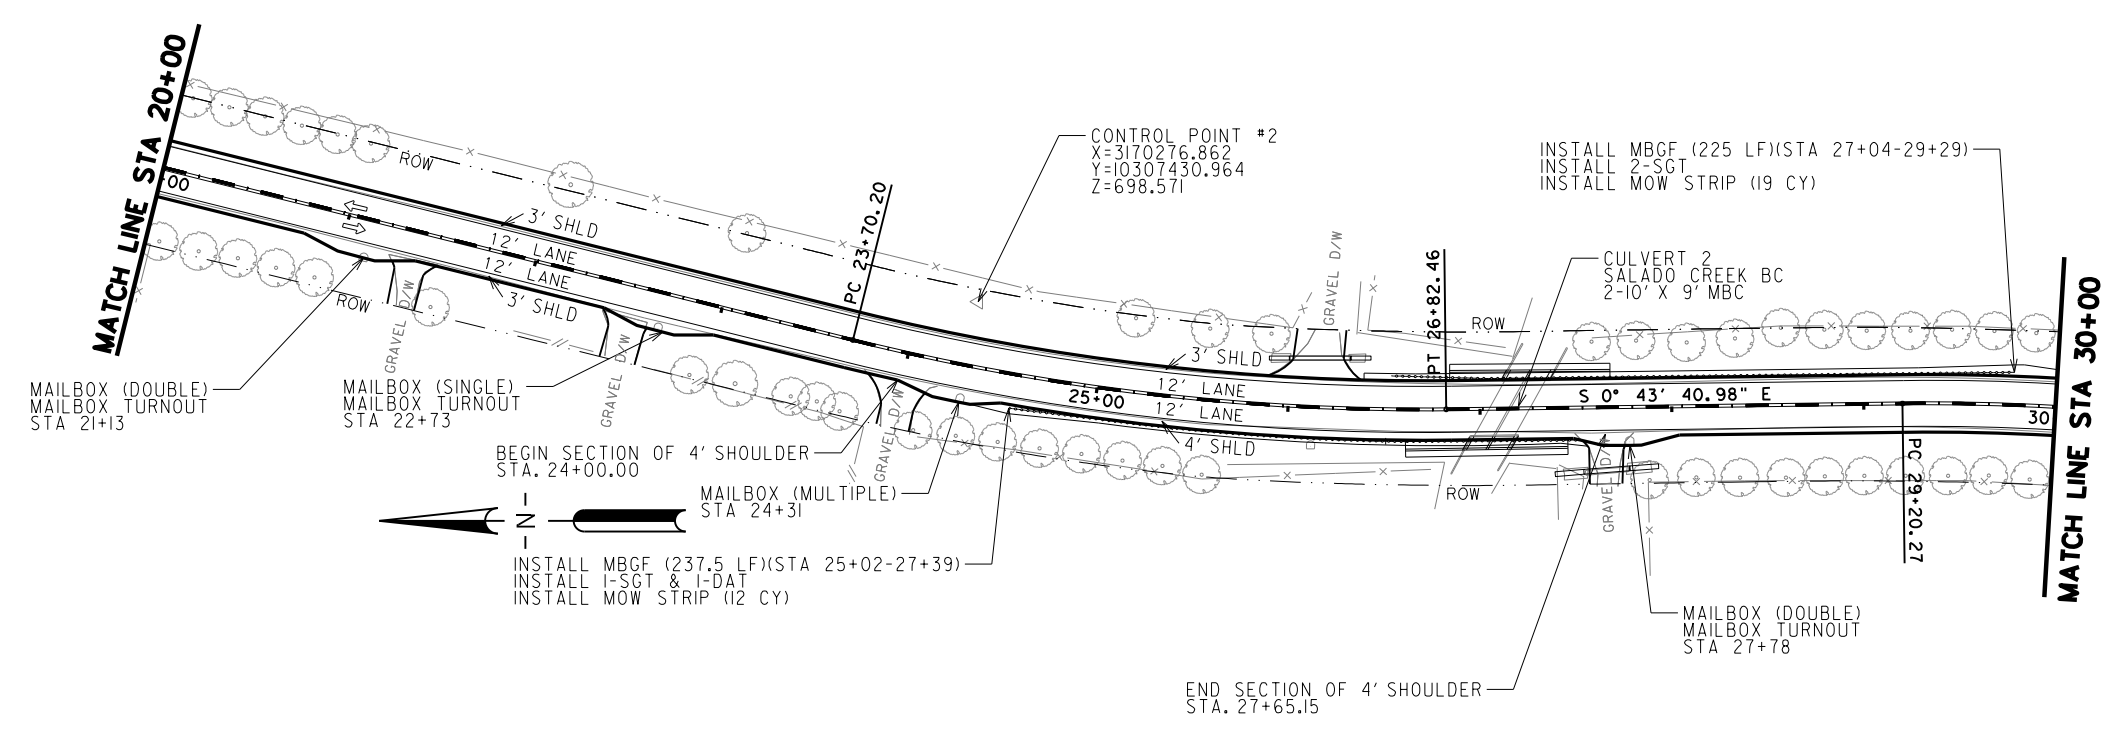 MATCH LINE STA 20+00
00
ROW
3' SHLD
12' LANE
12' LANE
3' SHLD
ROW
GRAVEL D/W
MAILBOX (DOUBLE)
MAILBOX TURNOUT
STA 21+13
MAILBOX (SINGLE)
MAILBOX TURNOUT
STA 22+73
GRAVEL D/W
PC 23+70.20
CONTROL POINT #2
X=3170276.862
Y=10307430.964
Z=698.571
BEGIN SECTION OF 4' SHOULDER
STA. 24+00.00
GRAVEL D/W
MAILBOX (MULTIPLE)
STA 24+31
-N-
INSTALL MBGF (237.5 LF)(STA 25+02-27+39)
INSTALL 1-SGT & 1-DAT
INSTALL MOW STRIP (12 CY)
25+00
3' SHLD
12' LANE
12' LANE
4' SHLD
GRAVEL D/W
PT 26+82.46
ROW
INSTALL MBGF (225 LF)(STA 27+04-29+29)
INSTALL 2-SGT
INSTALL MOW STRIP (19 CY)
CULVERT 2
SALADO CREEK BC
2-10' X 9' MBC
S 0° 43' 40.98" E
ROW
GRAVEL D/W
END SECTION OF 4' SHOULDER
STA. 27+65.15
MAILBOX (DOUBLE)
MAILBOX TURNOUT
STA 27+78
PC 29+20.27
30
MATCH LINE STA 30+00